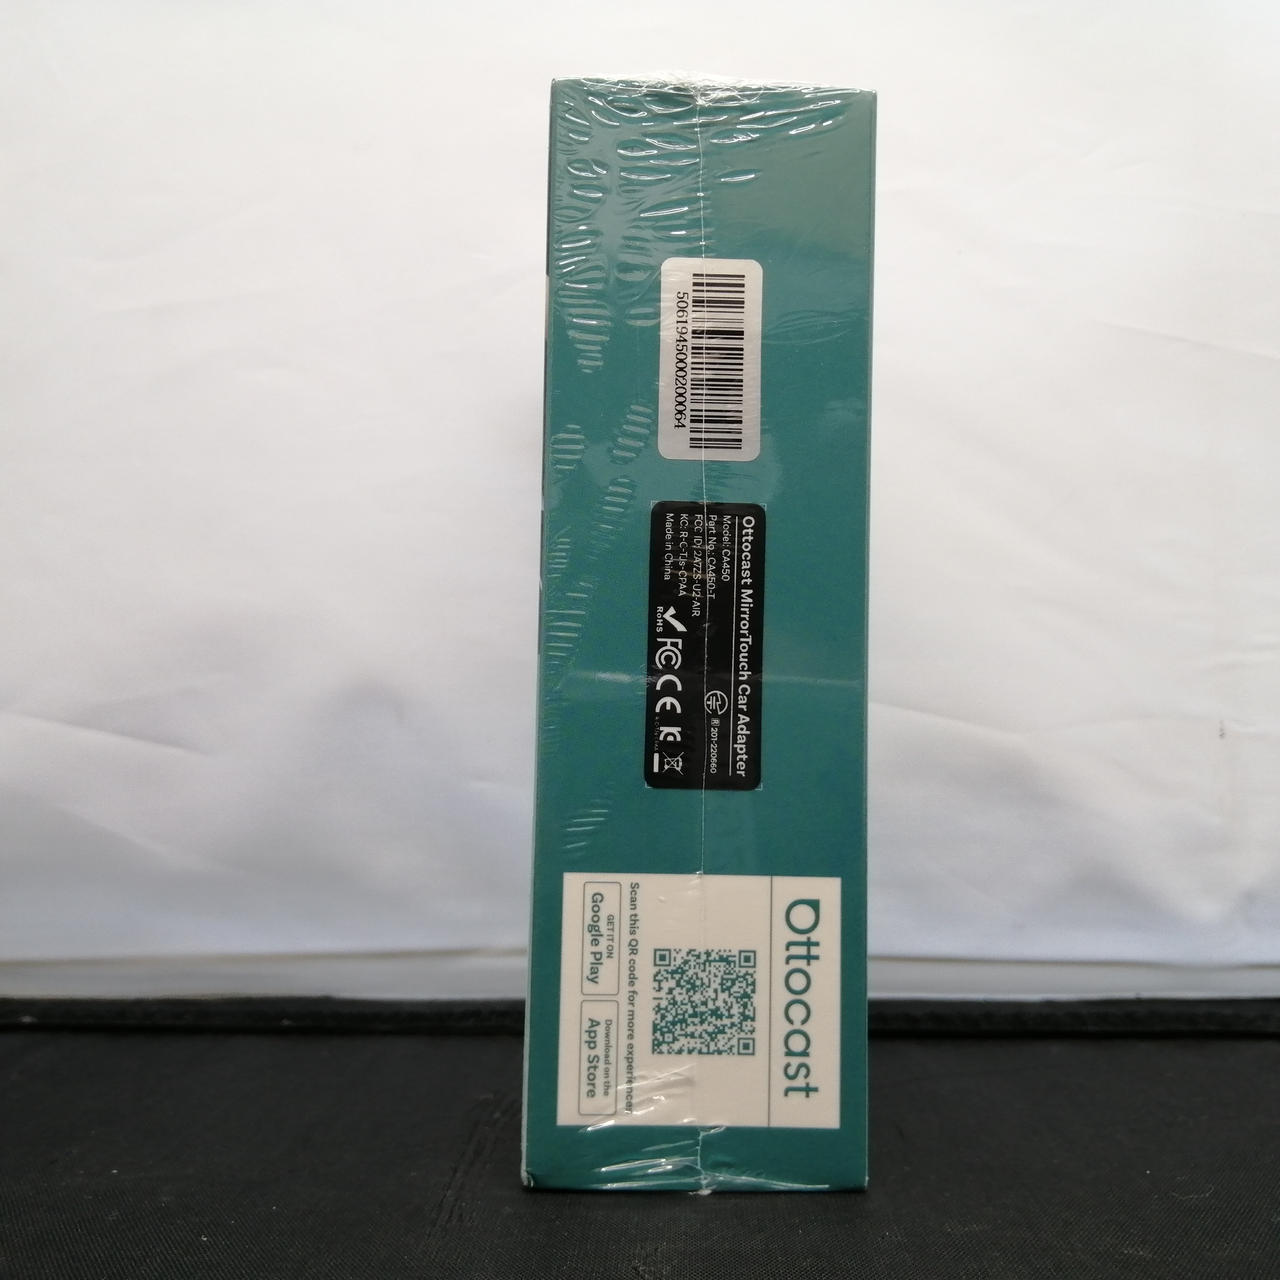 5061945000200064
Ottocast MirrorTouch Car Adapter
Model: CA450
Part No.: CA450-T
FCC ID: 2A7ZS-U2-AIR
KC: R-C-TJs-CPAA
Made in China
R 201-220660
RoHS
FC CE
Ottocast
Scan this QR code for more experience!
GET IT ON
Google Play
Download on the
App Store